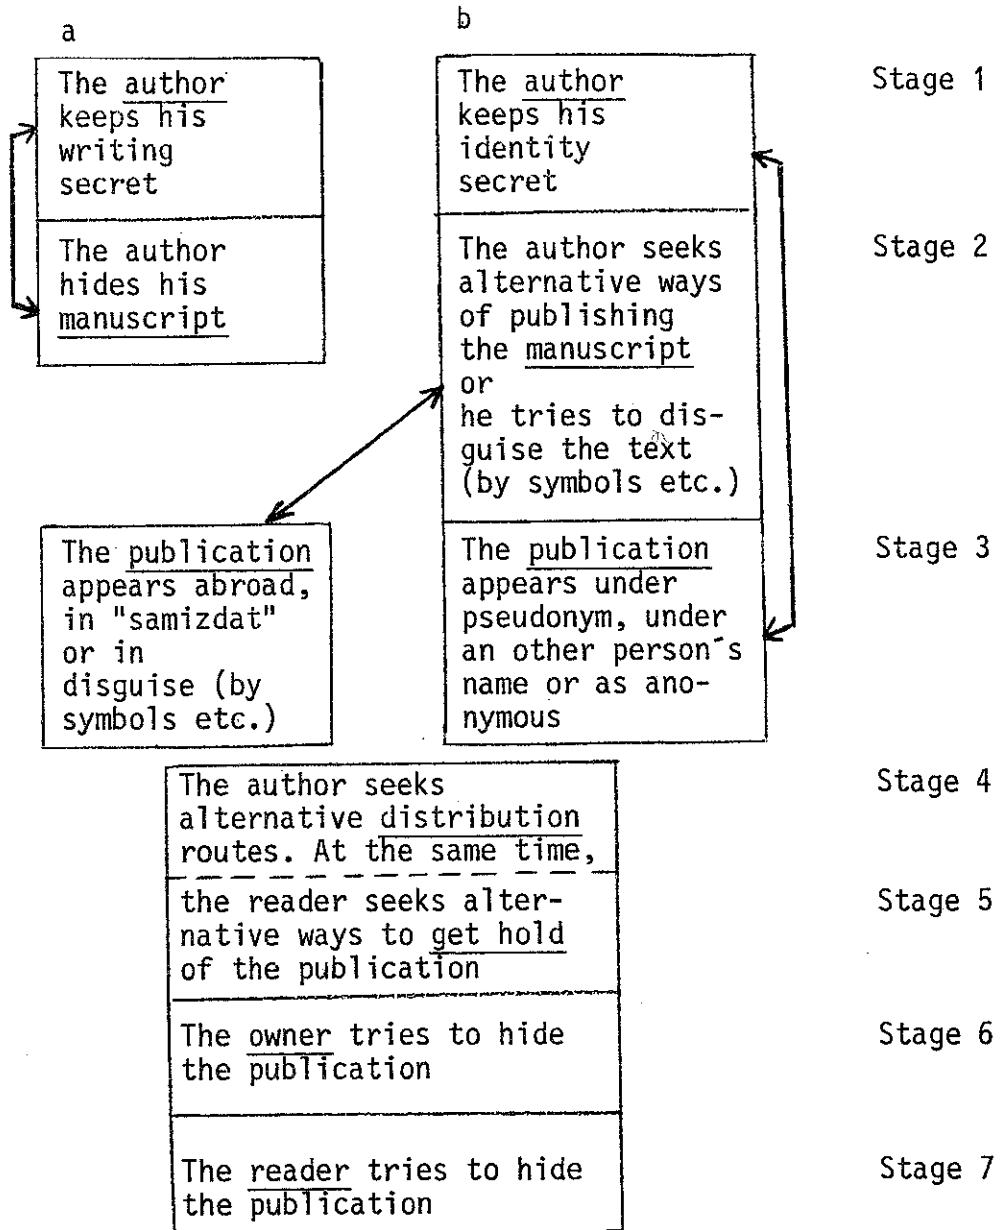 a
b
The author
keeps his
writing
secret
The author
keeps his
identity
secret
Stage 1
The author
hides his
manuscript
The author seeks
alternative ways
of publishing
the manuscript
or
he tries to dis-
guise the text
(by symbols etc.)
Stage 2
The publication
appears abroad,
in "samizdat"
or in
disguise (by
symbols etc.)
The publication
appears under
pseudonym, under
an other person´s
name or as ano-
nymous
Stage 3
The author seeks
alternative distribution
routes. At the same time,
Stage 4
the reader seeks alter-
native ways to get hold
of the publication
Stage 5
The owner tries to hide
the publication
Stage 6
The reader tries to hide
the publication
Stage 7